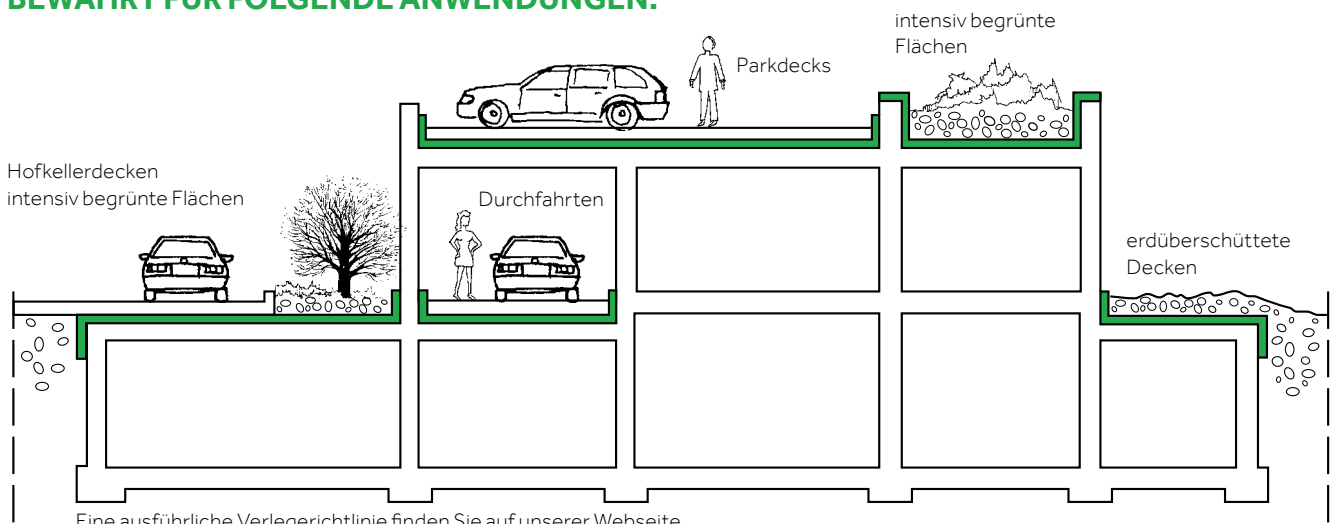 BEWÄHRT FÜR FOLGENDE ANWENDUNGEN:
intensiv begrünte
Flächen
Parkdecks
Hofkellerdecken
intensiv begrünte Flächen
Durchfahrten
erdüberschüttete
Decken
Eine ausführliche Verlegerichtlinie finden Sie auf unserer Webseite